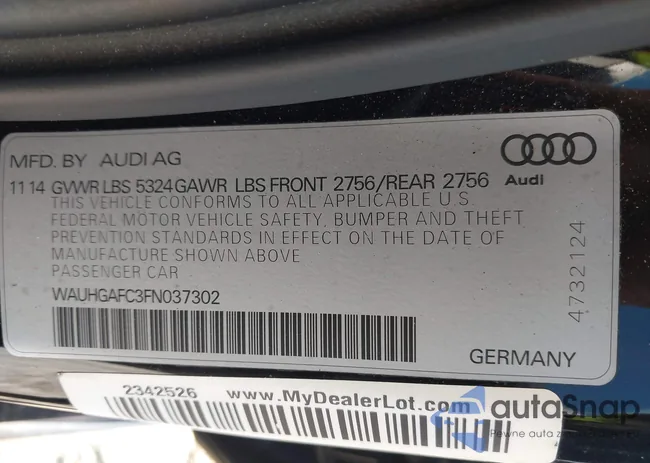 MFD. BY AUDI AG
11 14 GVWR LBS 5324 GAWR LBS FRONT 2756/REAR 2756
Audi
THIS VEHICLE CONFORMS TO ALL APPLICABLE U.S.
FEDERAL MOTOR VEHICLE SAFETY, BUMPER AND THEFT
PREVENTION STANDARDS IN EFFECT ON THE DATE OF
MANUFACTURE SHOWN ABOVE
PASSENGER CAR
WAUHGAFC3FN037302
4732124
GERMANY
2342526 www.MyDealerLot.com
autoSnap
Pewne auta z